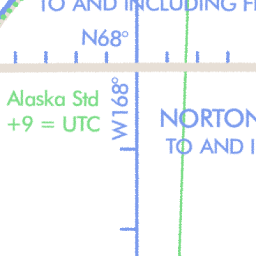 TO AND INCLUDING
N68°
Alaska Std
+9 = UTC
W168°
NORTON
TO AND